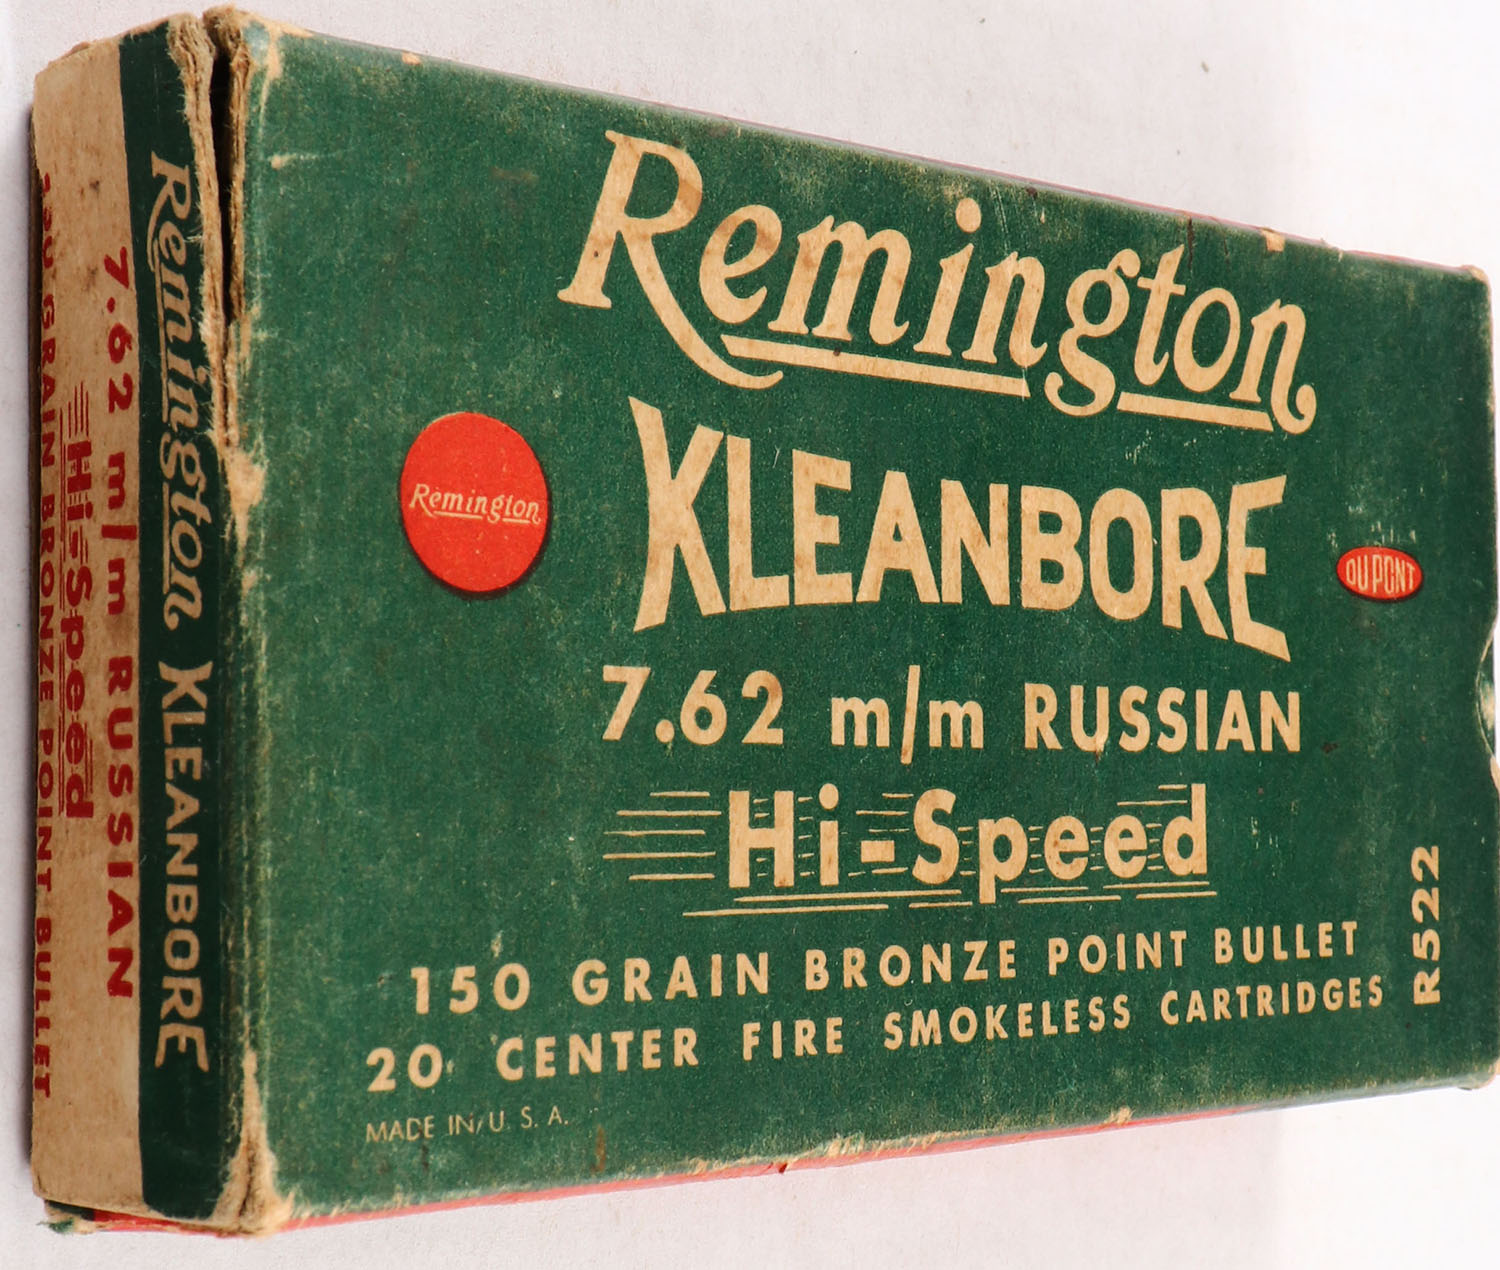 Remington
KLEANBORE
Remington
DU PONT
7.62 m/m RUSSIAN
Hi-Speed
150 GRAIN BRONZE POINT BULLET
20 CENTER FIRE SMOKELESS CARTRIDGES
MADE IN U. S. A.
R522
Remington KLEANBORE
7.62 m/m RUSSIAN
Hi-Speed
GRAIN BRONZE POINT BULLET